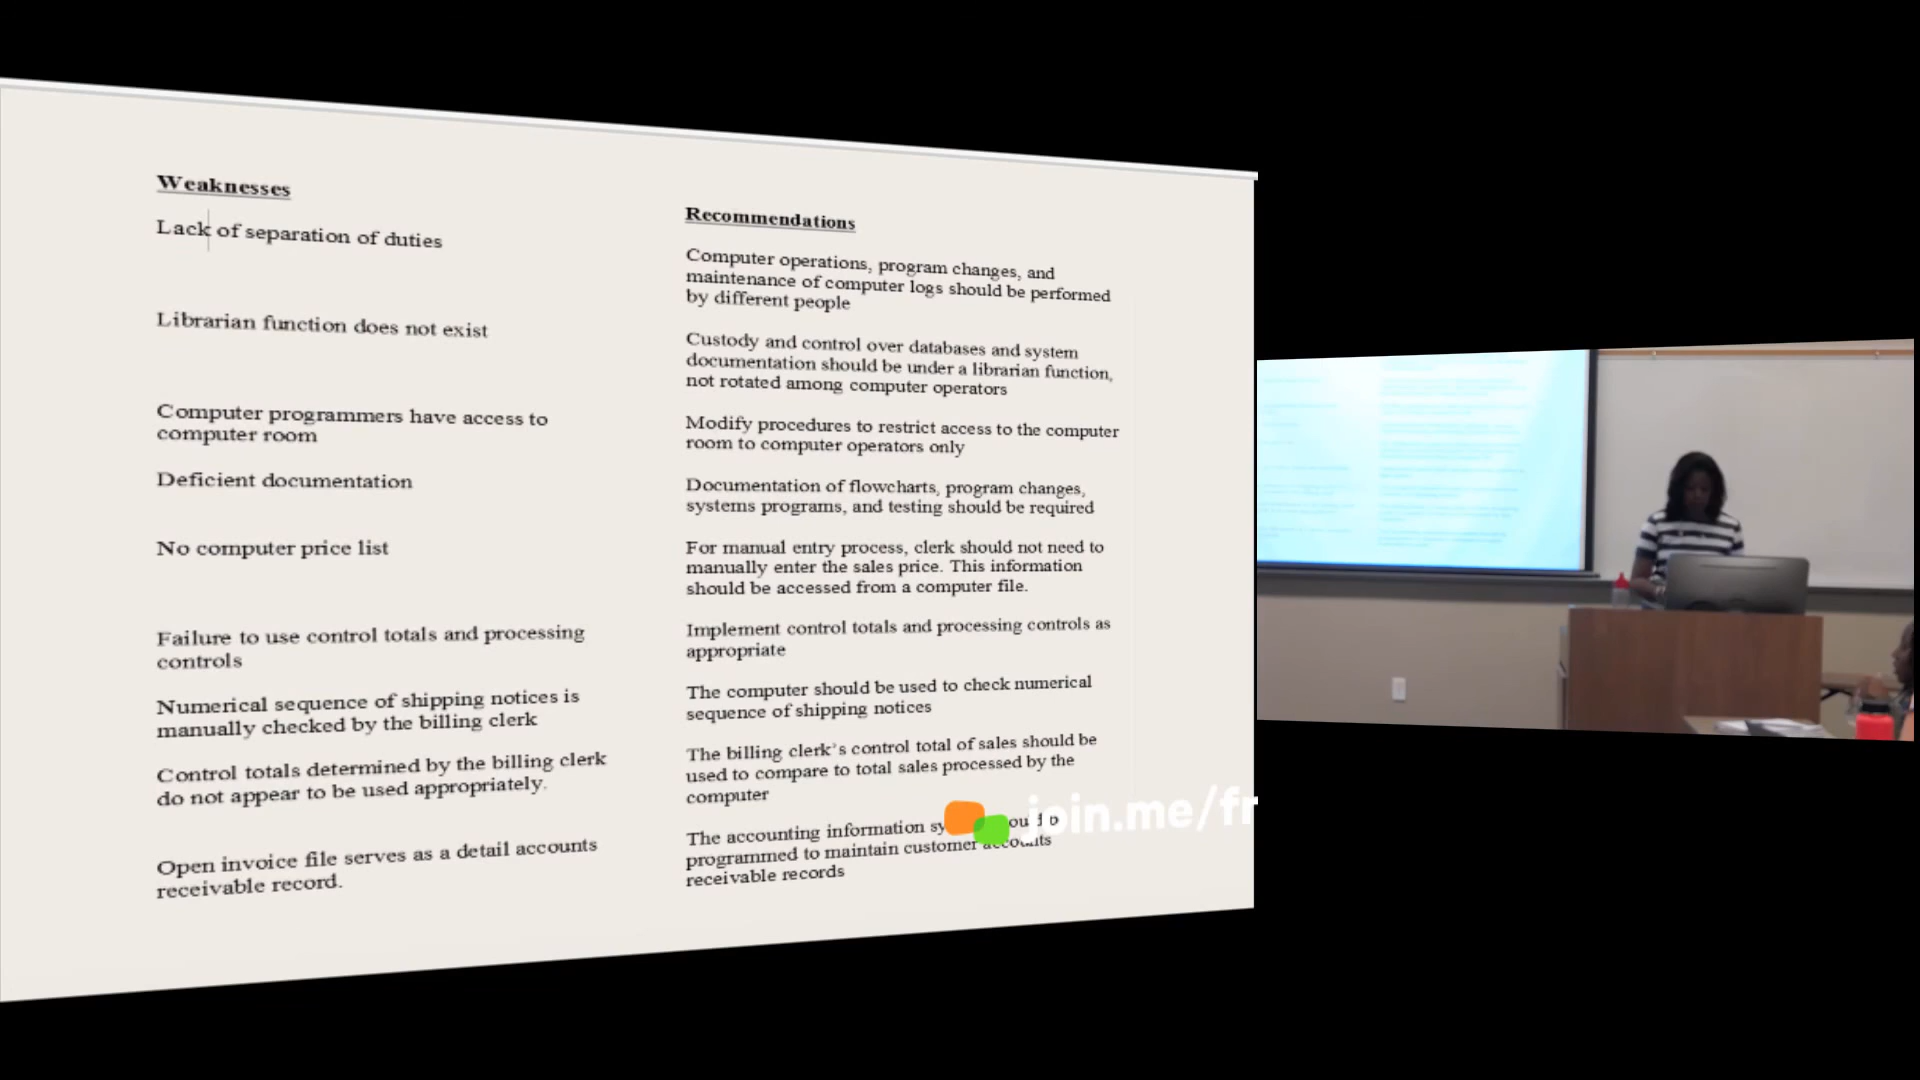 Weaknesses
Lack of separation of duties
Librarian function does not exist
Computer programmers have access to
computer room
Deficient documentation
No computer price list
Failure to use control totals and processing
controls
Numerical sequence of shipping notices is
manually checked by the billing clerk
Control totals determined by the billing clerk
do not appear to be used appropriately.
Open invoice file serves as a detail accounts
receivable record.
Recommendations
Computer operations, program changes, and
maintenance of computer logs should be performed
by different people
Custody and control over databases and system
documentation should be under a librarian function,
not rotated among computer operators
Modify procedures to restrict access to the computer
room to computer operators only
Documentation of flowcharts, program changes,
systems programs, and testing should be required
For manual entry process, clerk should not need to
manually enter the sales price. This information
should be accessed from a computer file.
Implement control totals and processing controls as
appropriate
The computer should be used to check numerical
sequence of shipping notices
The billing clerk's control total of sales should be
used to compare to total sales processed by the
computer
The accounting information
programmed to maintain customer accounts
receivable records
join.me/fr